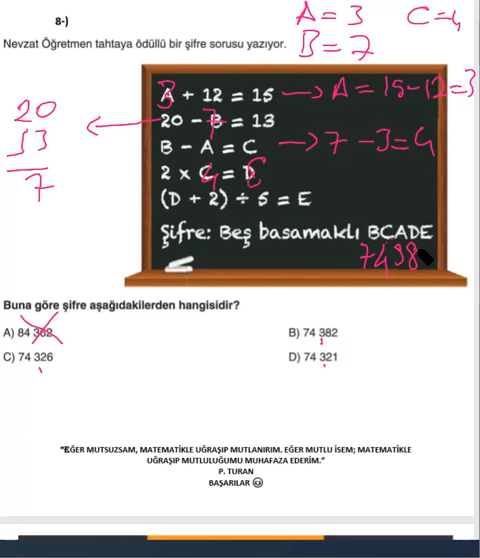 8-)
A = 3 C = 4
B = 7
Nevzat Öğretmen tahtaya ödüllü bir şifre sorusu yazıyor.
20
13
7
A + 12 = 15 → A = 15 - 12 = 3
20 - B = 13
B - A = C → 7 - 3 = 4
2 x C = D
(D + 2) ÷ 5 = E
Şifre: Beş basamaklı BCADE
7438
Buna göre şifre aşağıdakilerden hangisidir?
A) 84 362 B) 74 382
C) 74 326 D) 74 321
“EĞER MUTSUZSAM, MATEMATİKLE UĞRAŞIP MUTLANIRIM. EĞER MUTLU İSEM; MATEMATİKLE
UĞRAŞIP MUTLULUĞUMU MUHAFAZA EDERİM.”
P. TURAN
BAŞARILAR